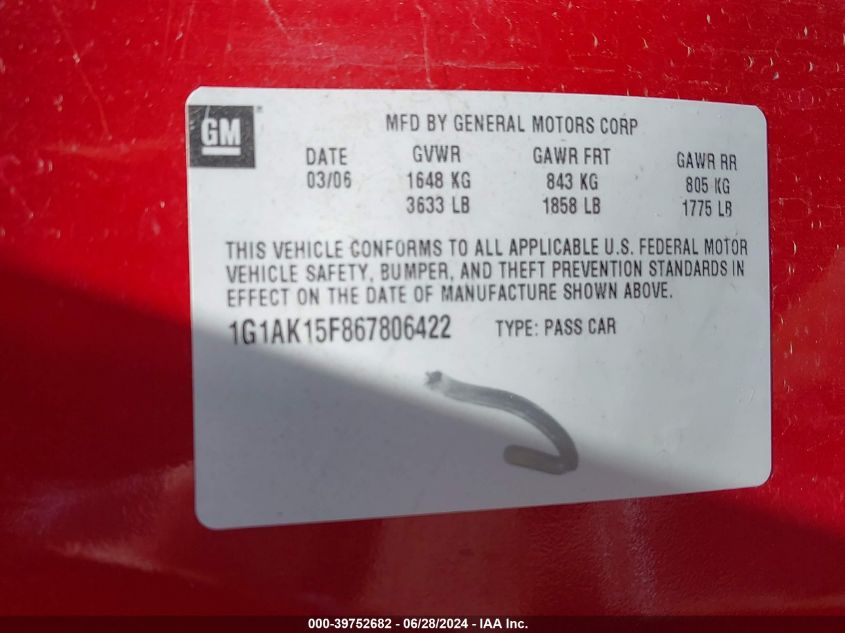 GM
MFD BY GENERAL MOTORS CORP
DATE GVWR GAWR FRT GAWR RR
03/06 1648 KG 843 KG 805 KG
3633 LB 1858 LB 1775 LB
THIS VEHICLE CONFORMS TO ALL APPLICABLE U.S. FEDERAL MOTOR
VEHICLE SAFETY, BUMPER, AND THEFT PREVENTION STANDARDS IN
EFFECT ON THE DATE OF MANUFACTURE SHOWN ABOVE.
1G1AK15F867806422 TYPE: PASS CAR
000-39752682 - 06/28/2024 - IAA Inc.